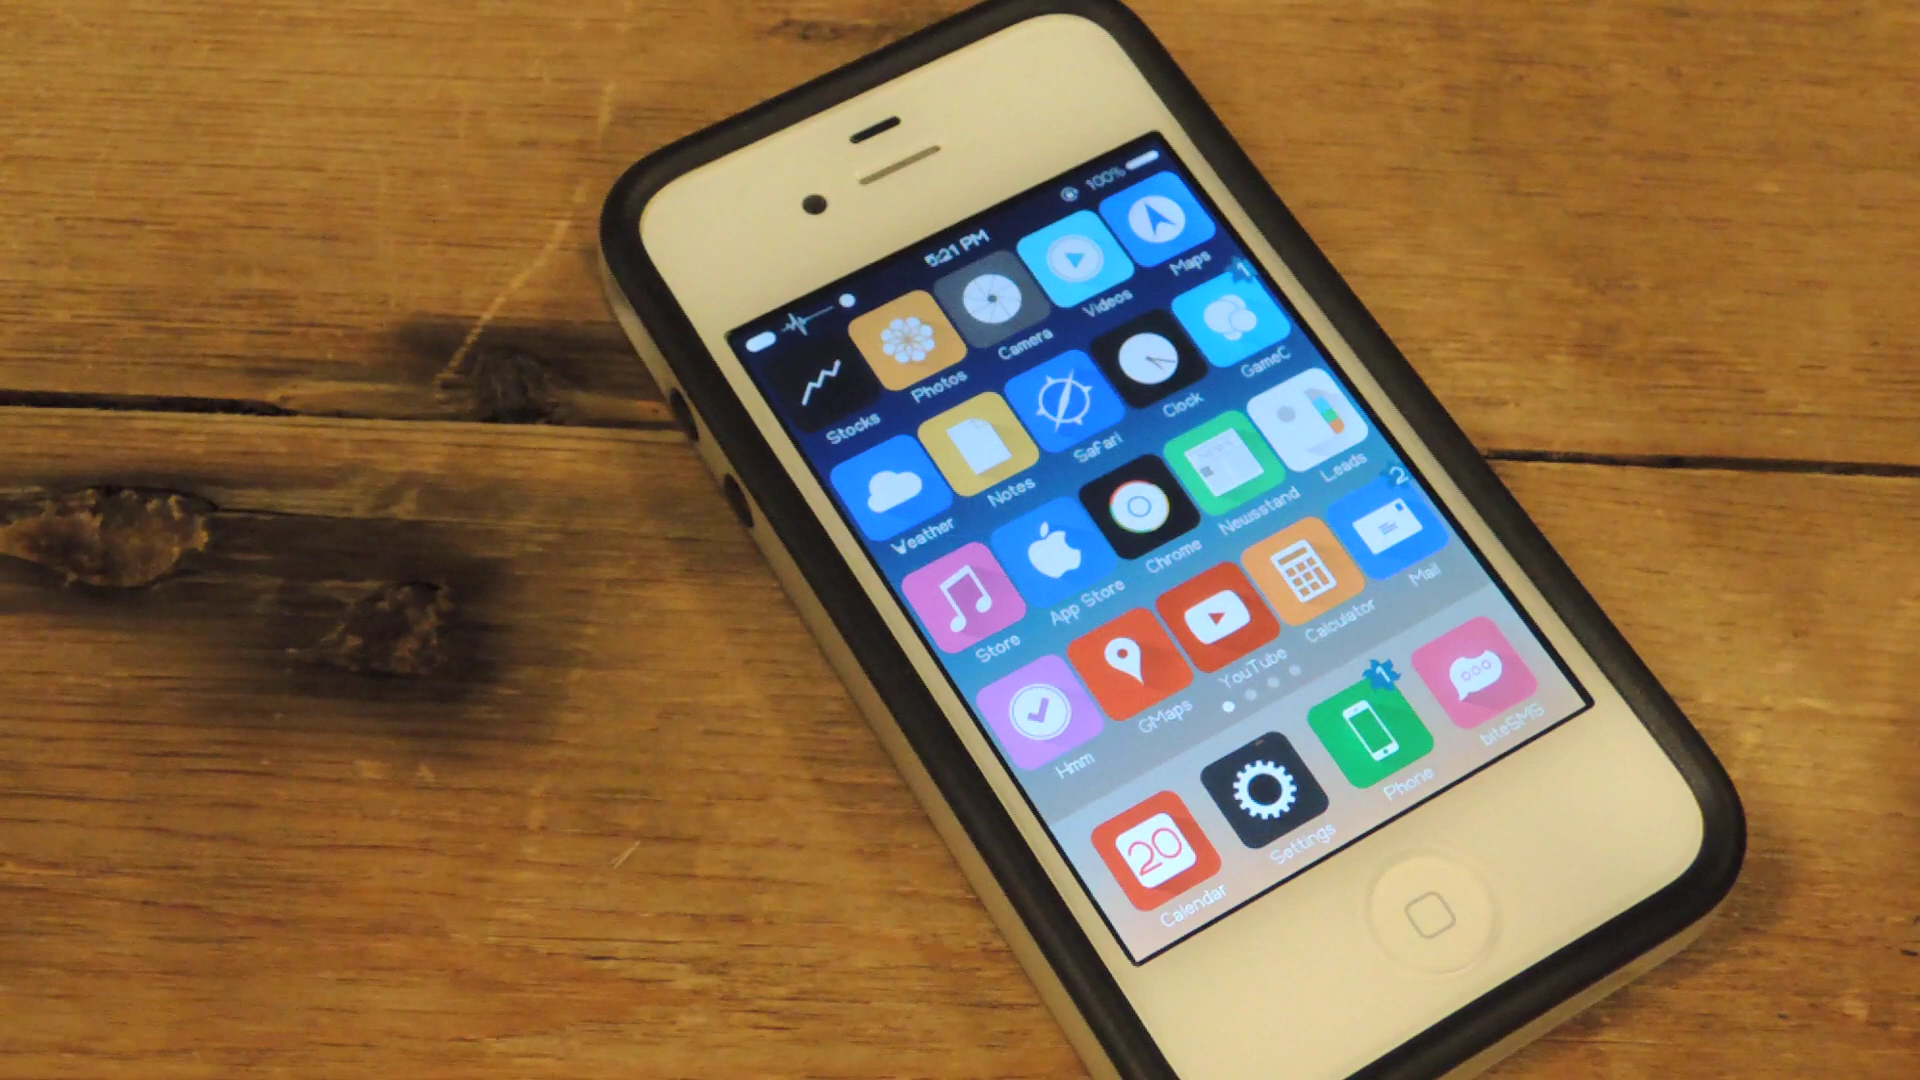 5:21 PM
100%
Stocks
Photos
Camera
Videos
Maps
Weather
Notes
Safari
Clock
GameC
1
Store
App Store
Chrome
Newsstand
Leads
Hmm
GMaps
YouTube
Calculator
Mail
2
20
Calendar
Settings
Phone
1
biteSMS